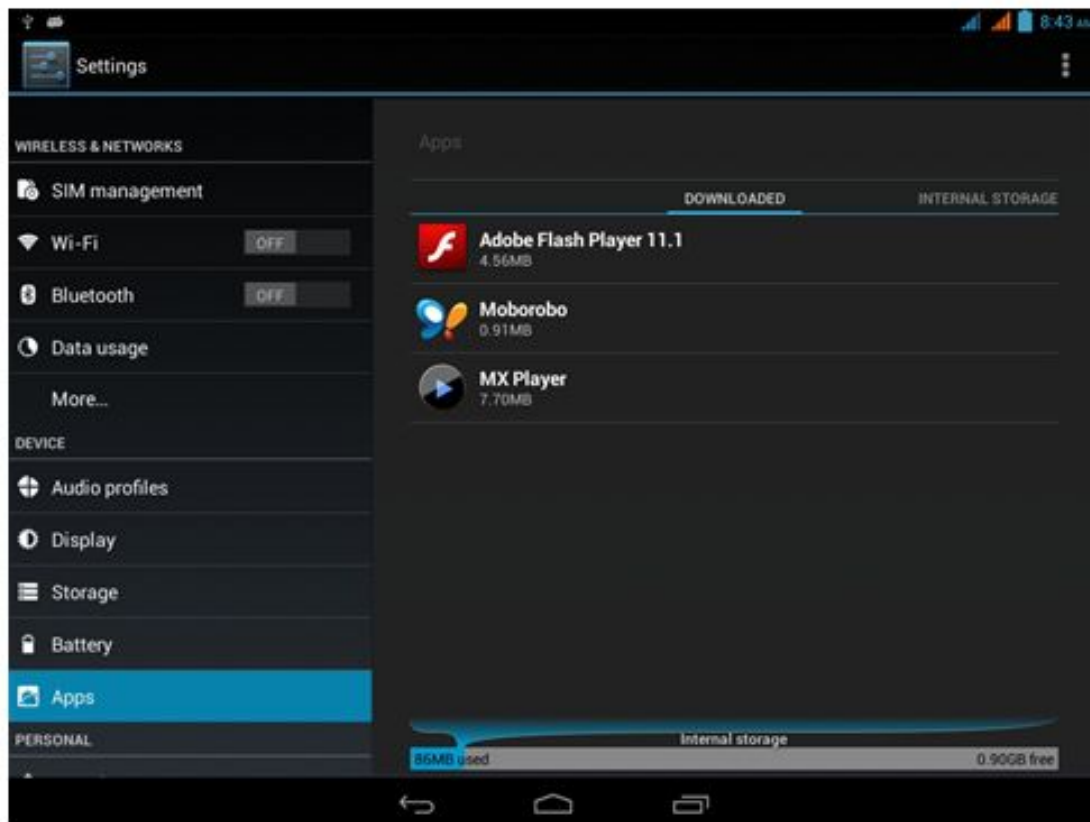 8:43 AM
Settings
WIRELESS & NETWORKS
SIM management
Wi-Fi OFF
Bluetooth OFF
Data usage
More...
DEVICE
Audio profiles
Display
Storage
Battery
Apps
PERSONAL
Apps
DOWNLOADED INTERNAL STORAGE
Adobe Flash Player 11.1
4.56MB
Moborobo
0.91MB
MX Player
7.70MB
Internal storage
86MB used 0.90GB free